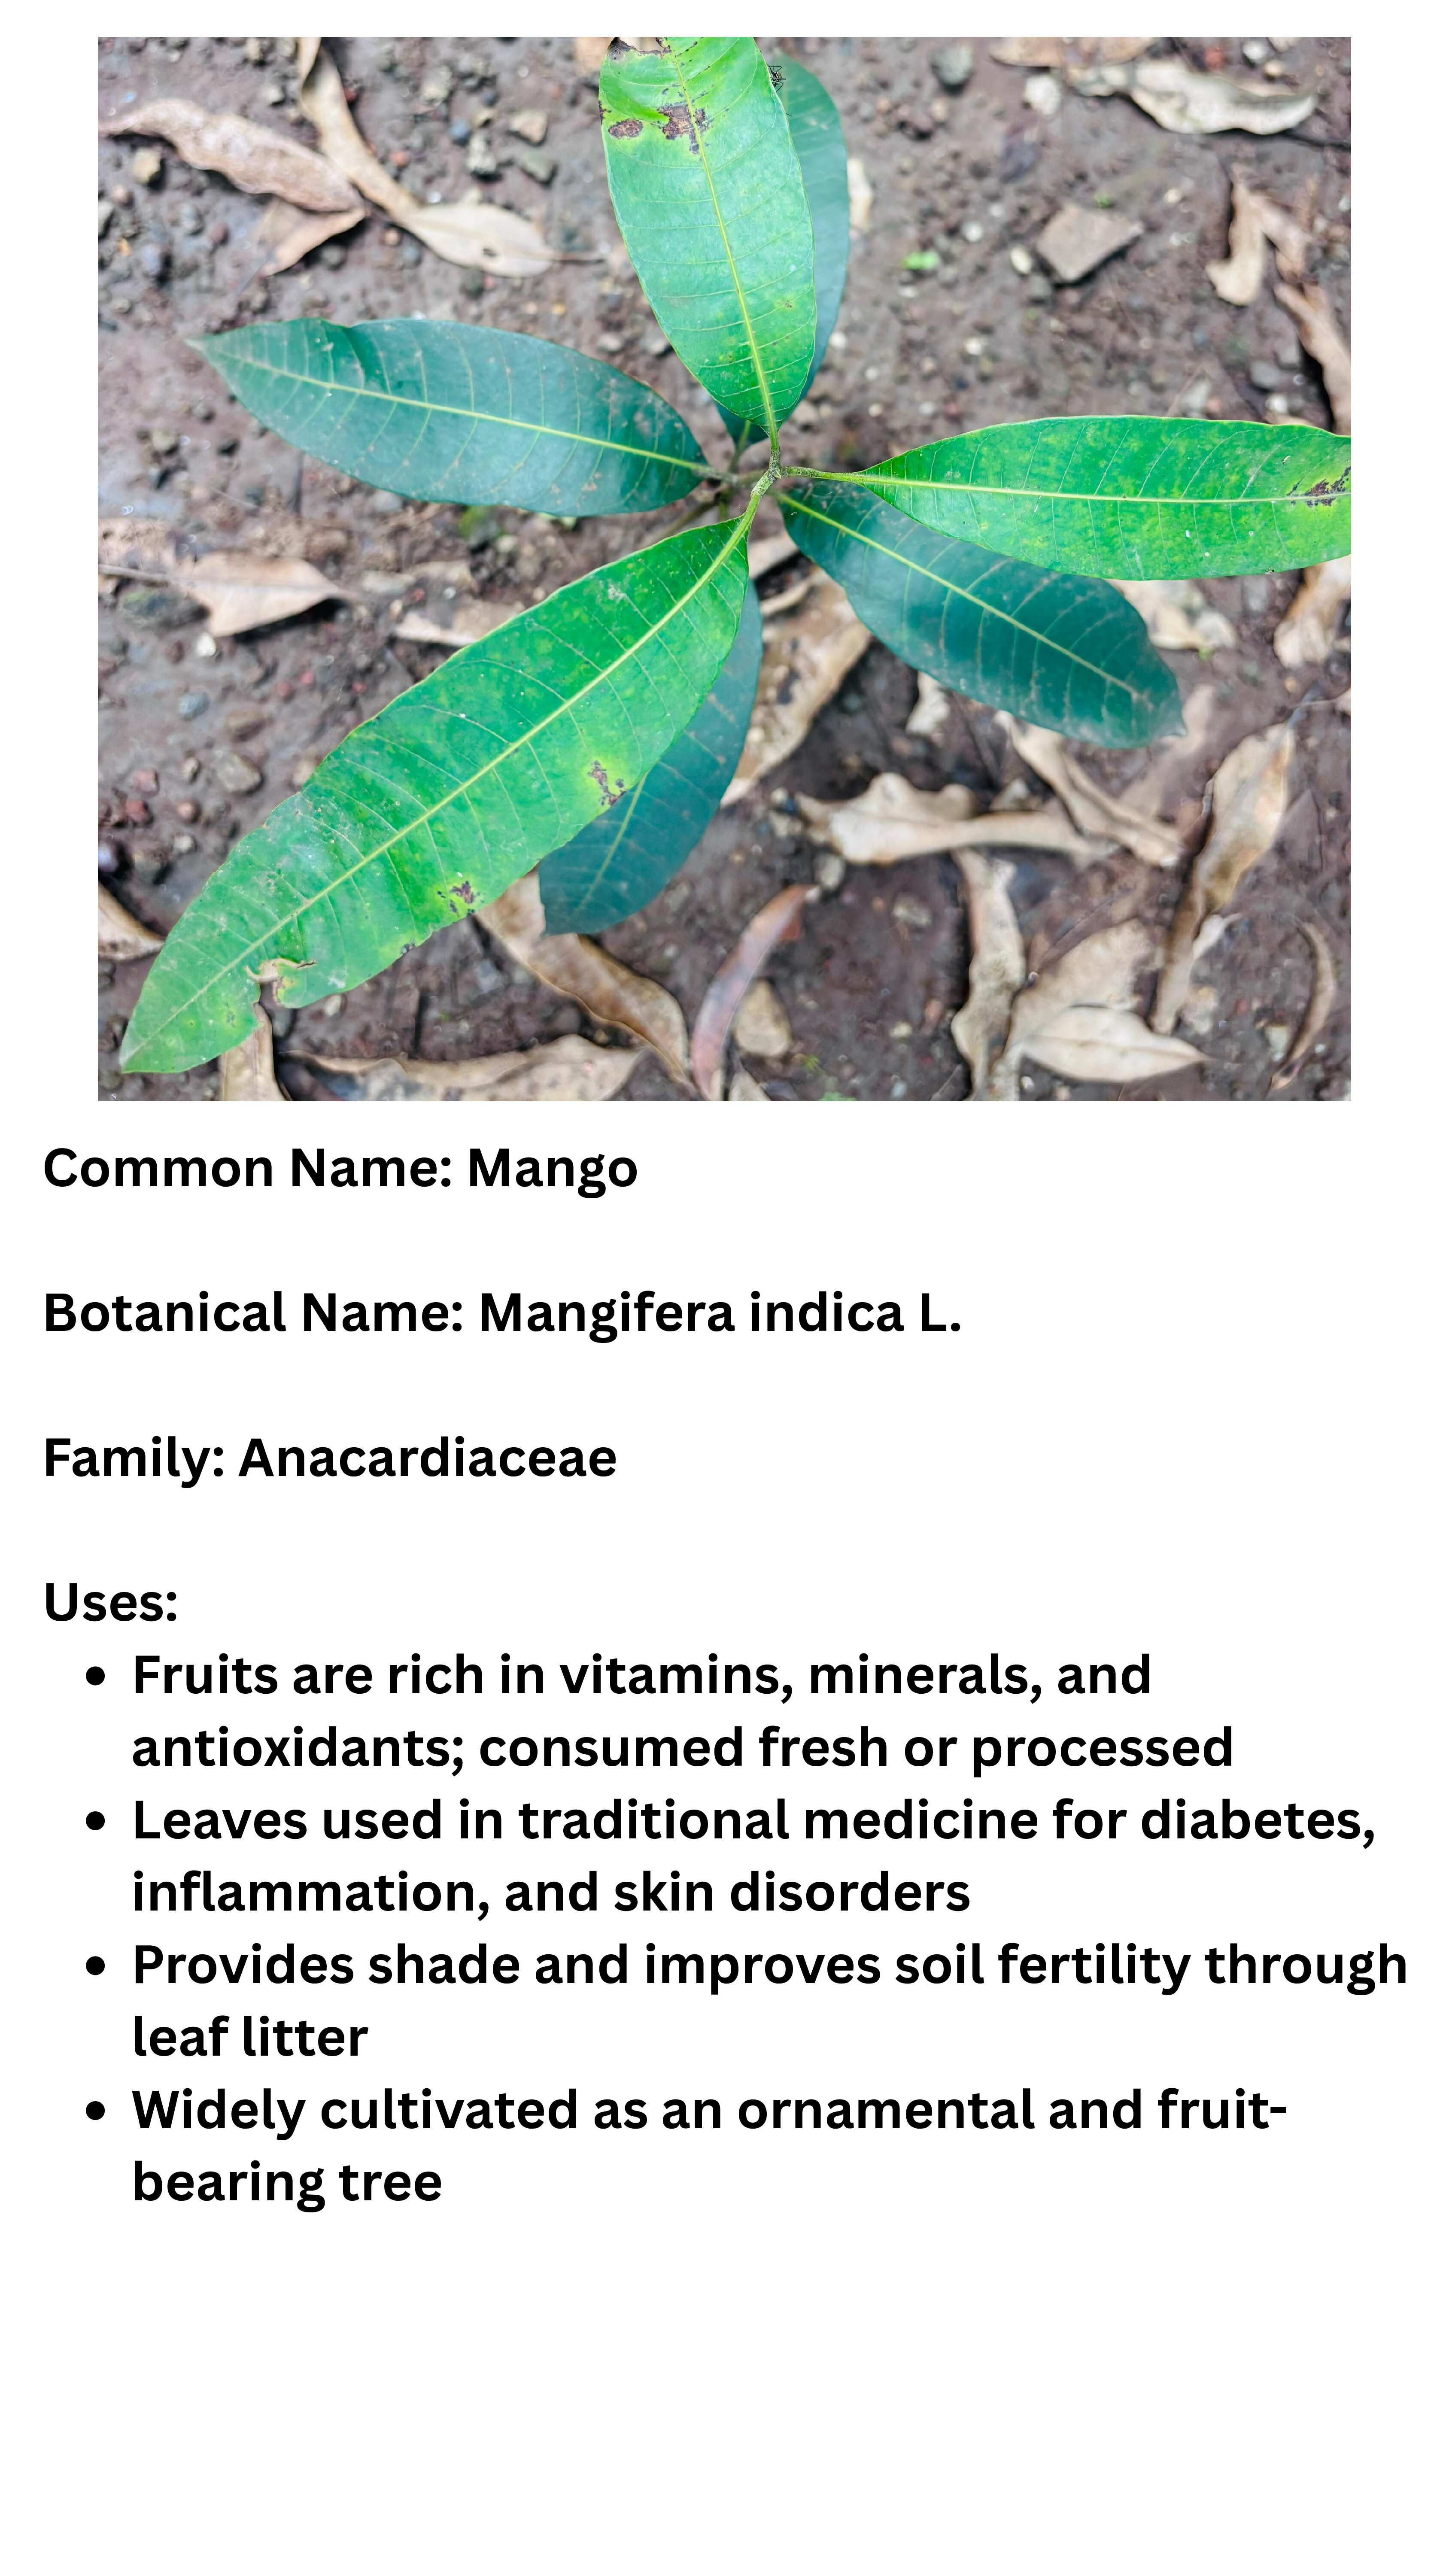 Common Name: Mango
Botanical Name: Mangifera indica L.
Family: Anacardiaceae
Uses:
• Fruits are rich in vitamins, minerals, and
antioxidants; consumed fresh or processed
• Leaves used in traditional medicine for diabetes,
inflammation, and skin disorders
• Provides shade and improves soil fertility through
leaf litter
• Widely cultivated as an ornamental and fruit-
bearing tree